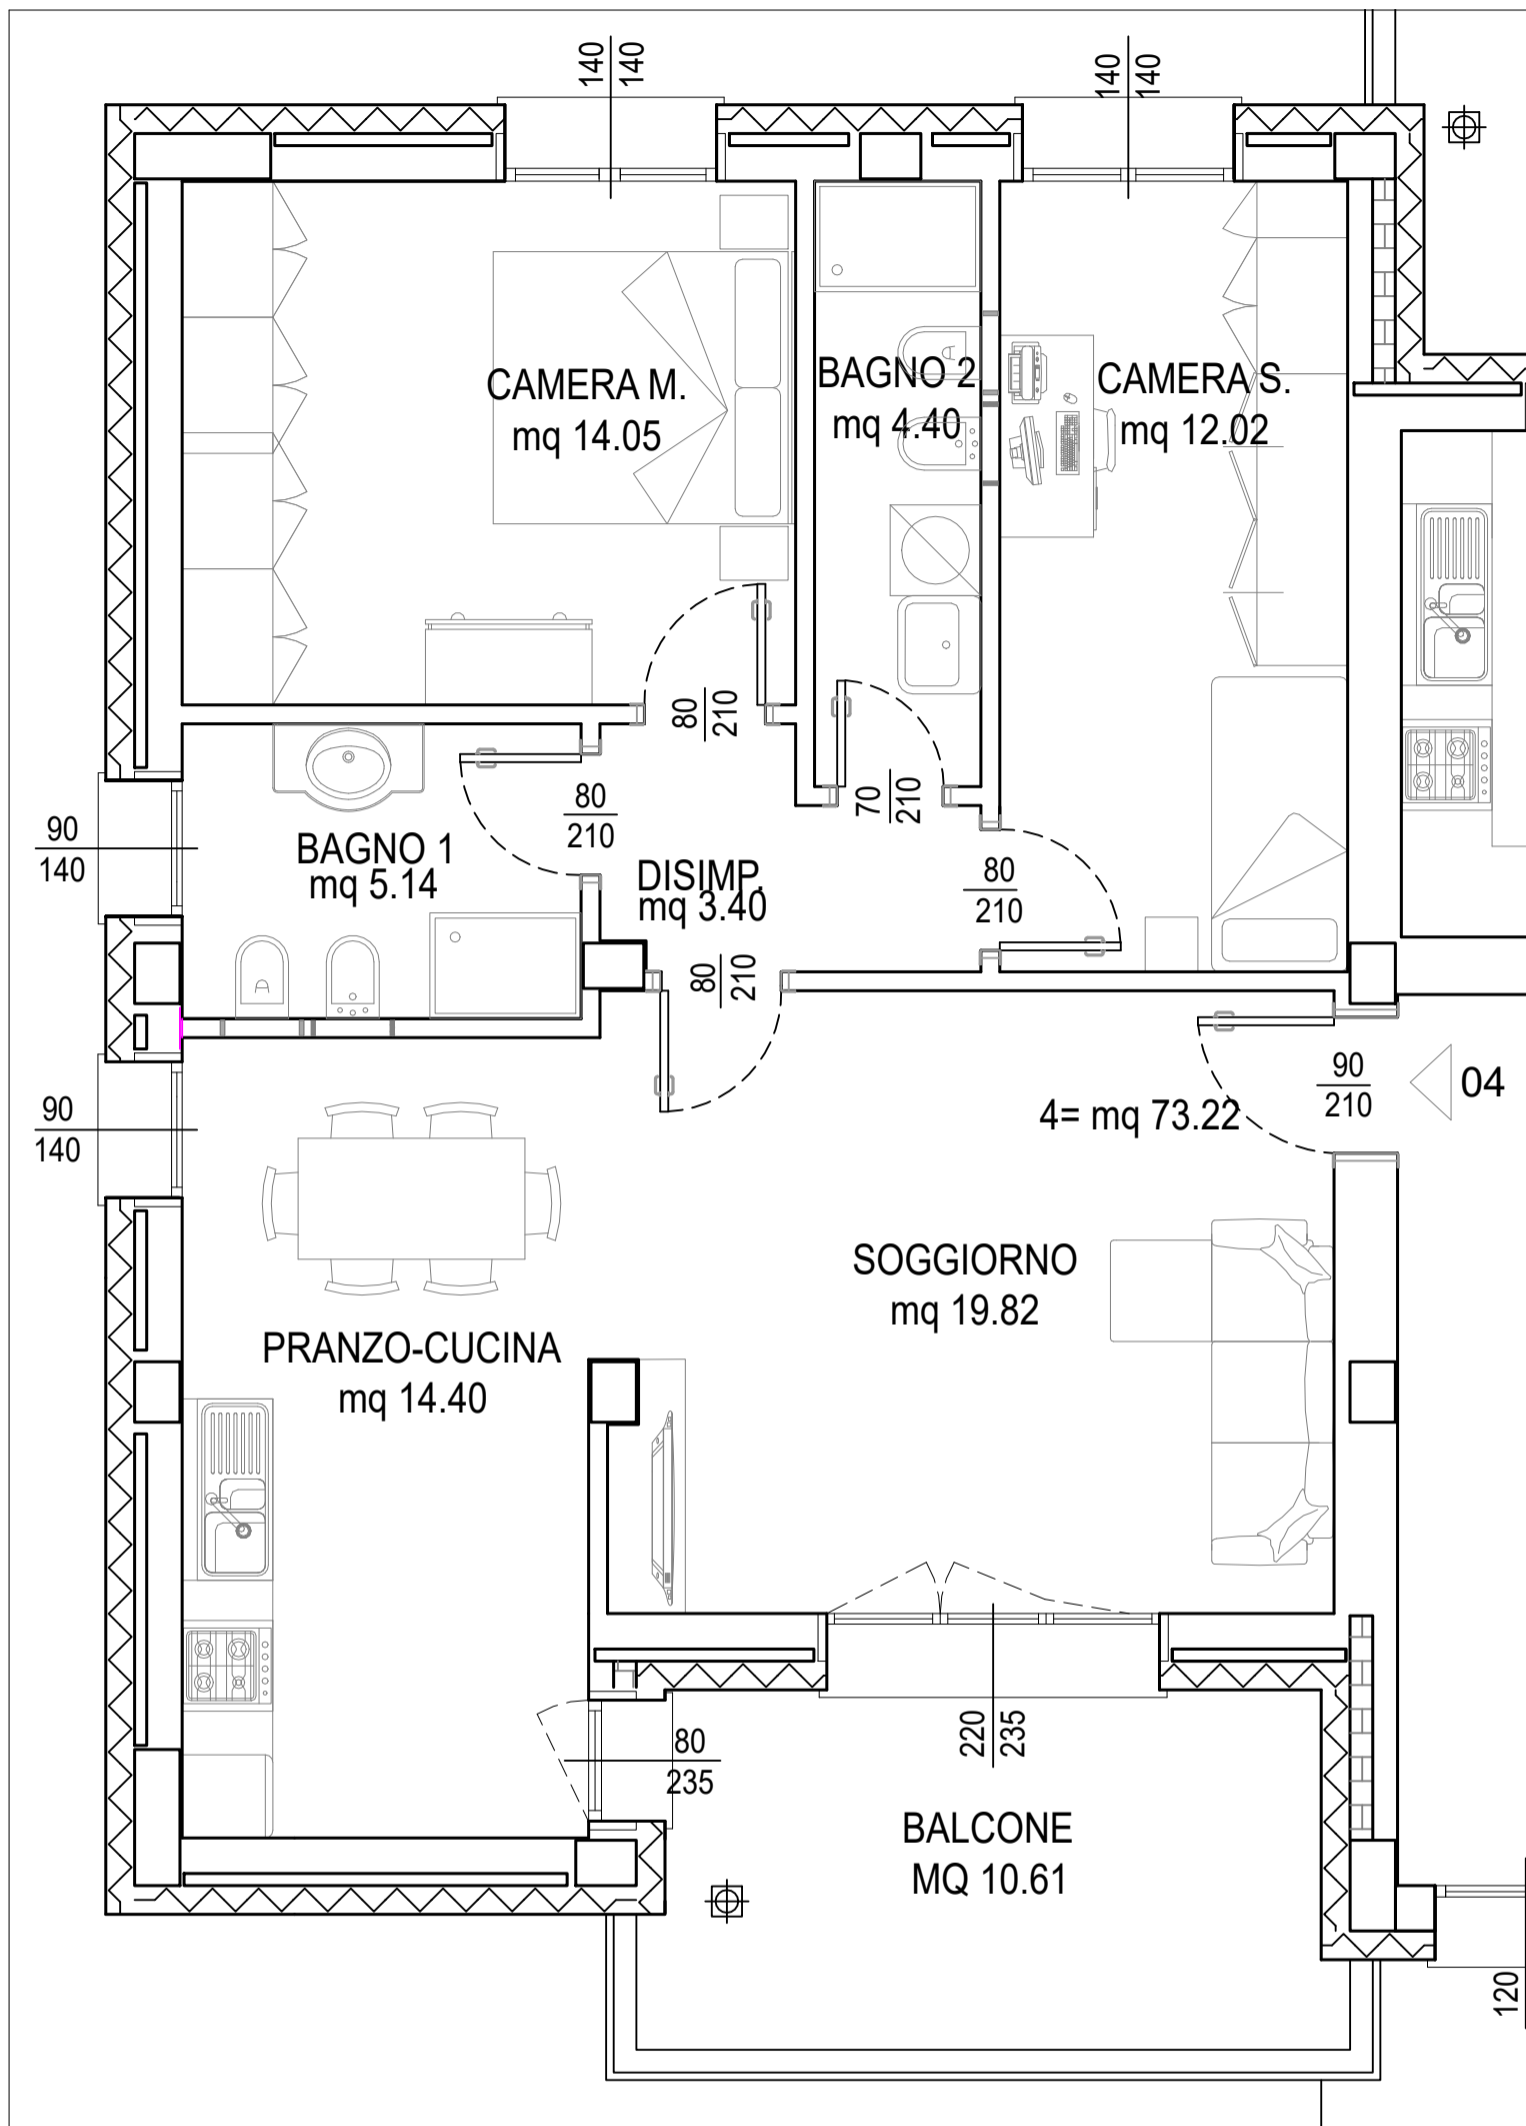 140
140
140
140
CAMERA M.
mq 14.05
BAGNO 2
mq 4.40
CAMERA S.
mq 12.02
80
210
80
210
70
210
90
140
BAGNO 1
mq 5.14
DISIMP.
mq 3.40
80
210
80
210
90
140
90
210
04
4= mq 73.22
SOGGIORNO
mq 19.82
PRANZO-CUCINA
mq 14.40
80
235
220
235
BALCONE
MQ 10.61
120